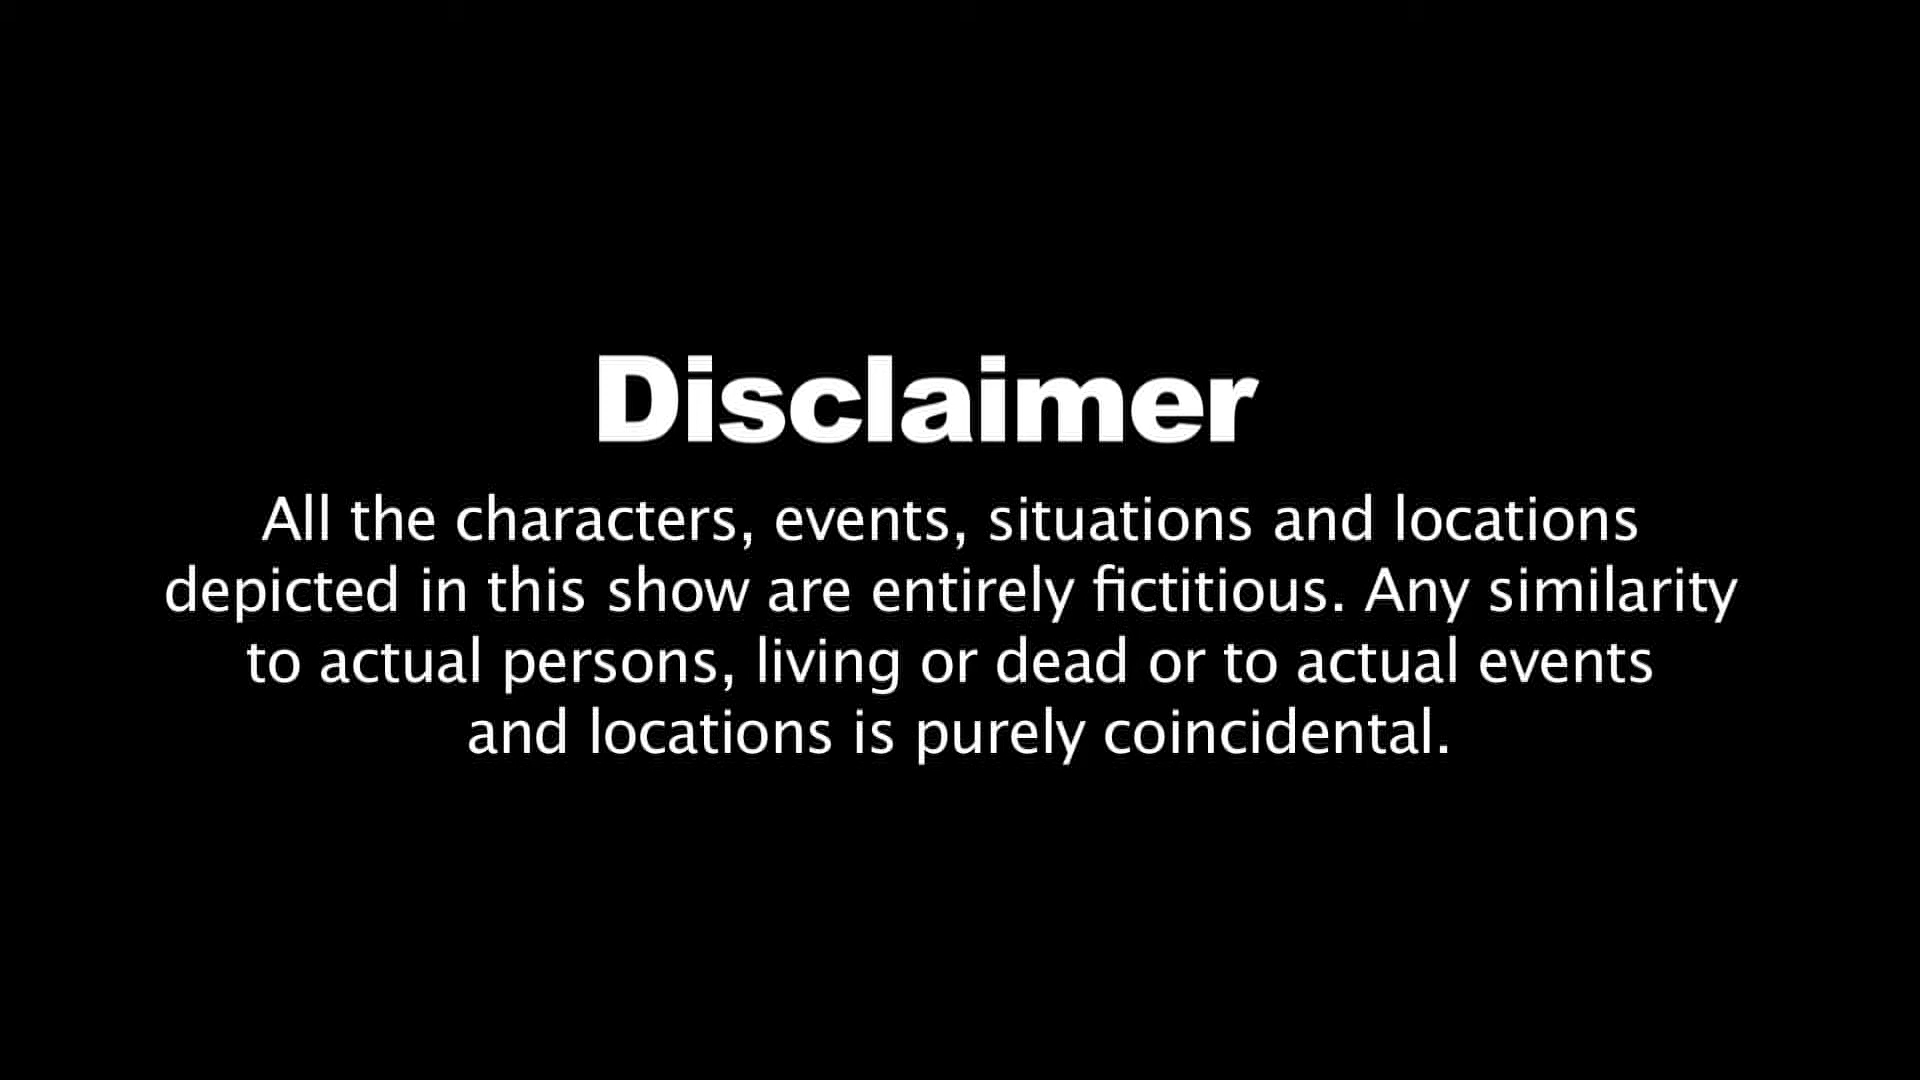 Disclaimer
All the characters, events, situations and locations
depicted in this show are entirely fictitious. Any similarity
to actual persons, living or dead or to actual events
and locations is purely coincidental.